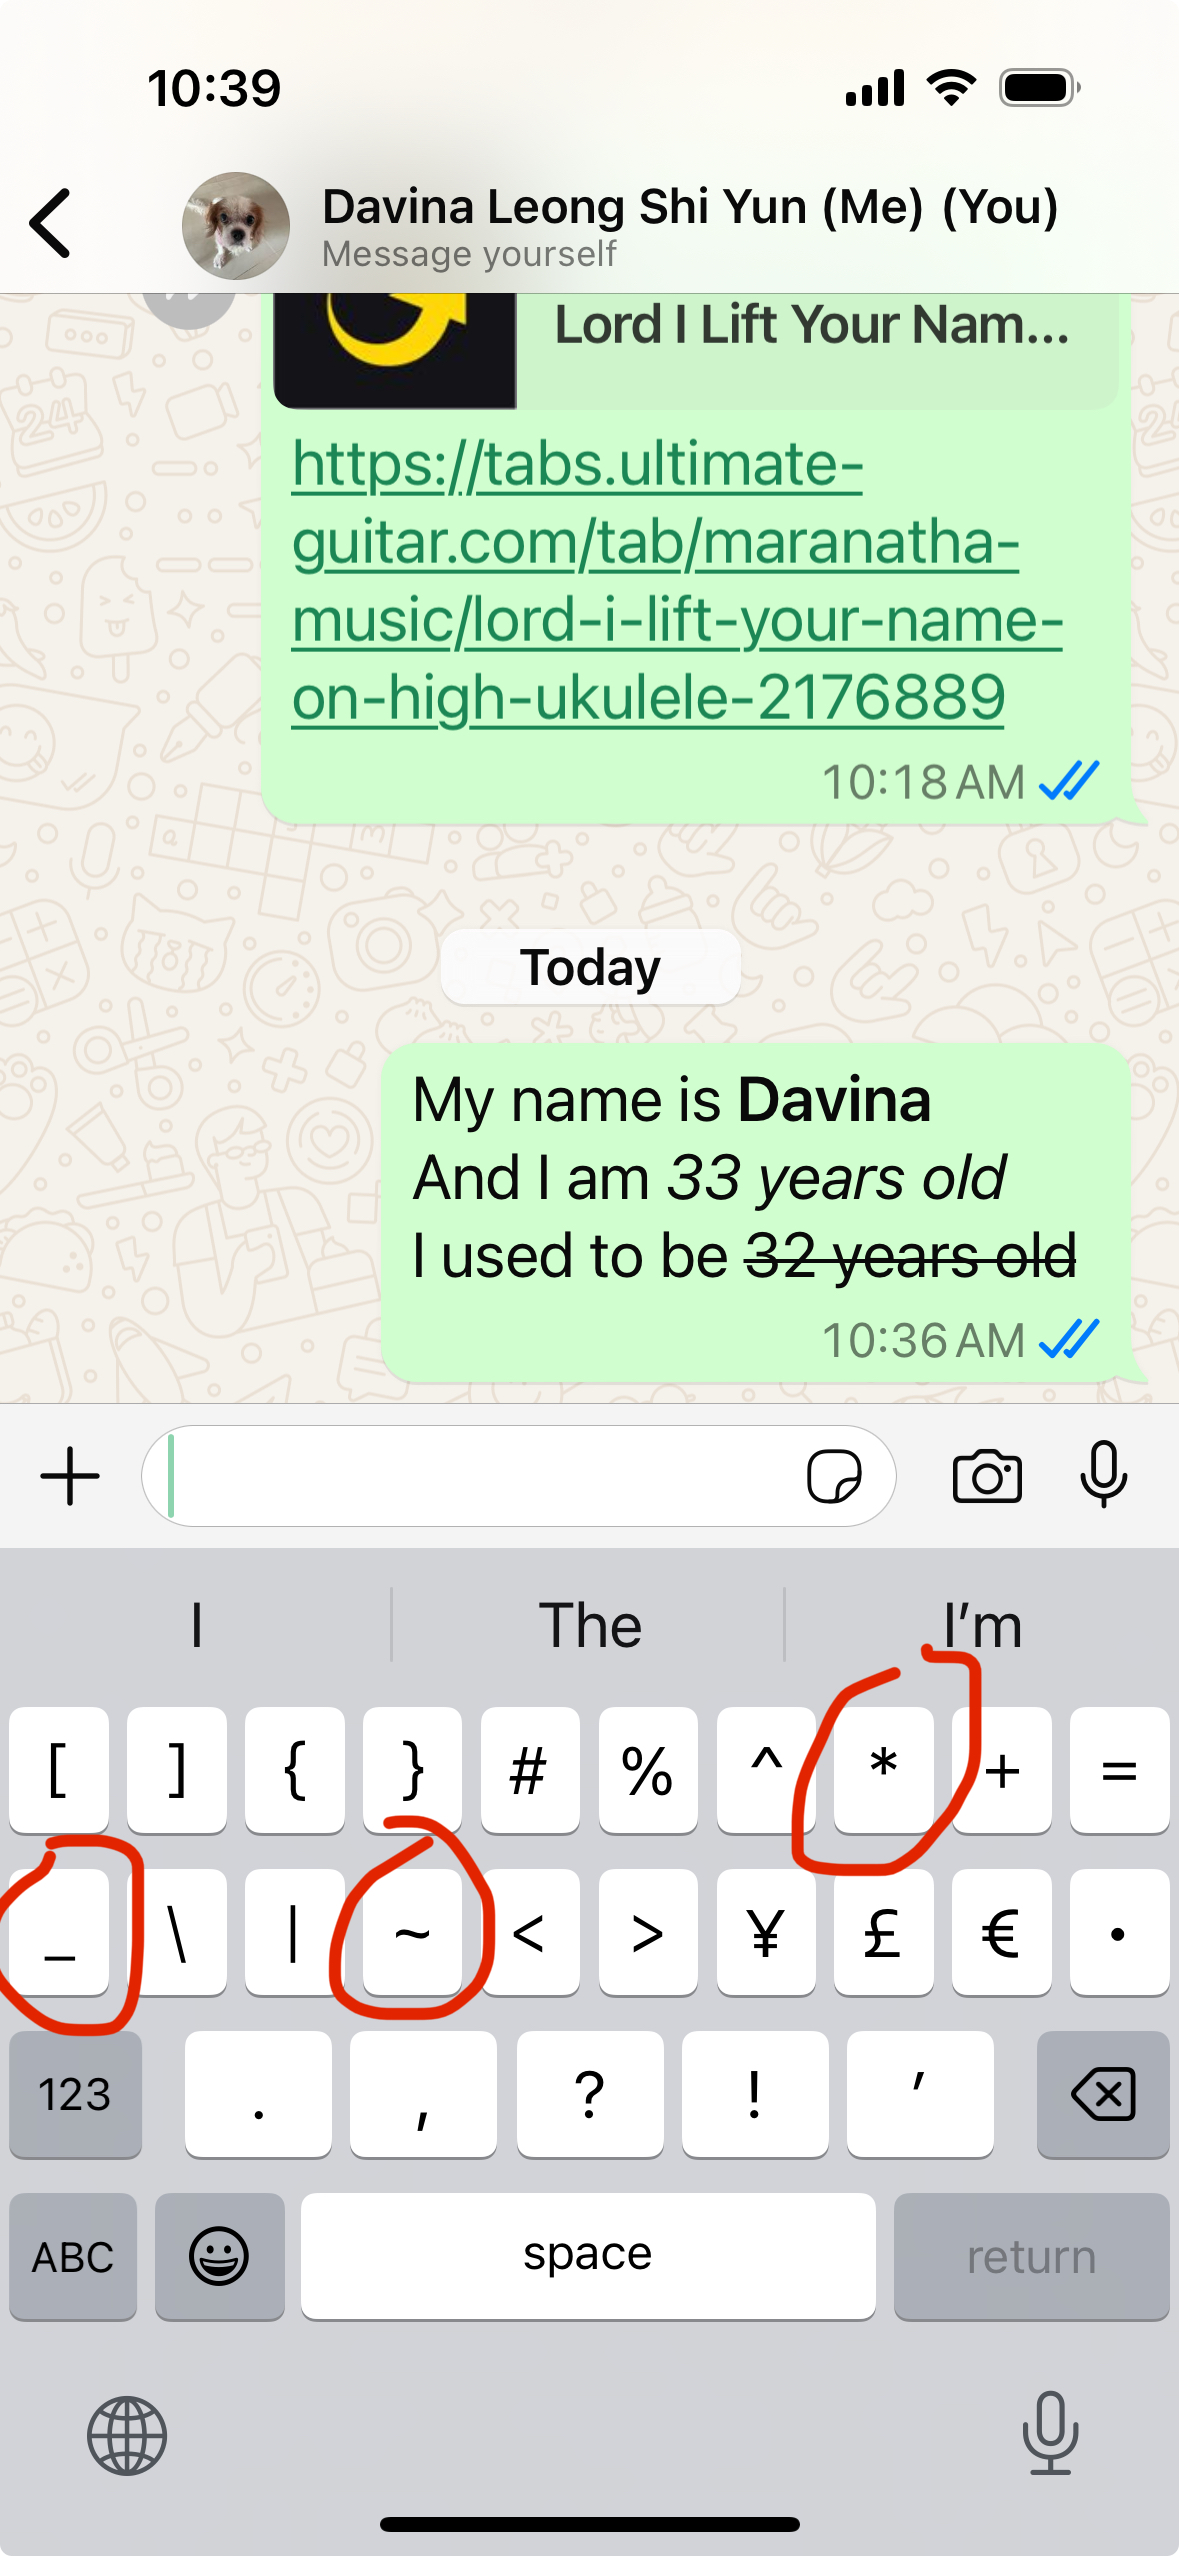 10:39
Davina Leong Shi Yun (Me) (You)
Message yourself
Lord I Lift Your Nam...
https://tabs.ultimate-
guitar.com/tab/maranatha-
music/lord-i-lift-your-name-
on-high-ukulele-2176889
10:18 AM
Today
My name is Davina
And I am 33 years old
I used to be 32 years old
10:36 AM
I The I’m
[ ] { } # % ^ * + =
_ \ | ~ < > ¥ £ € •
123 . , ? ! ’
ABC space return